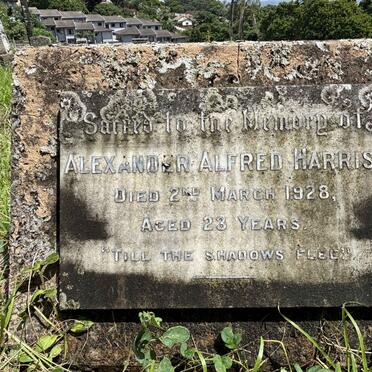 Sacred to the Memory of
ALEXANDER ALFRED HARRIS
DIED 2ND MARCH 1928,
AGED 23 YEARS.
"TILL THE SHADOWS FLEE"